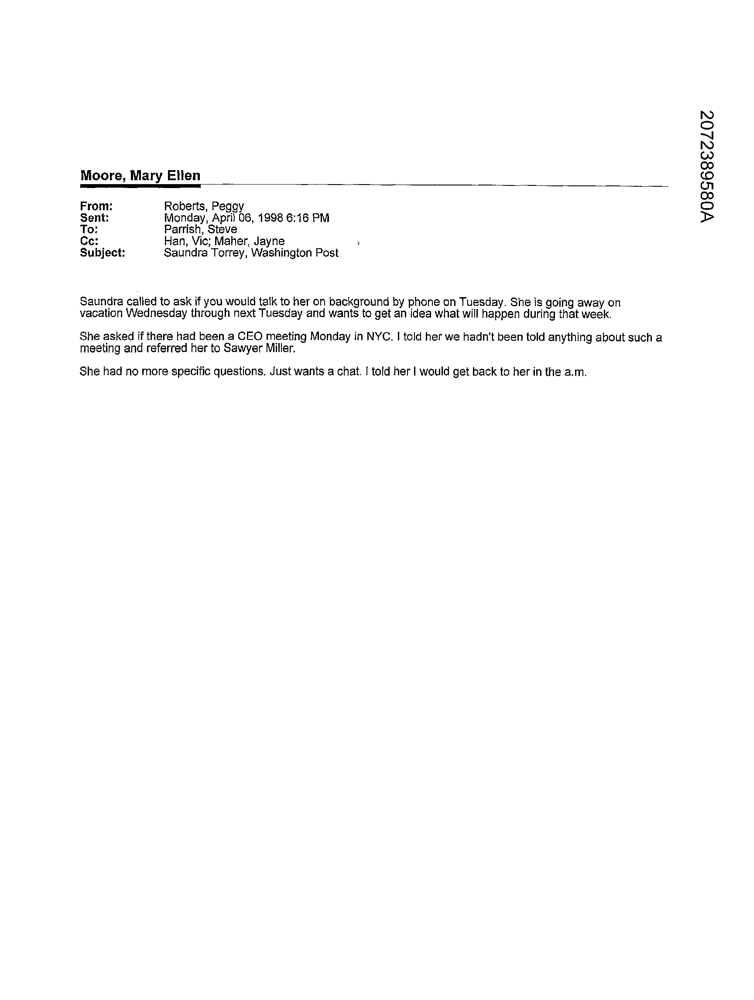 2072389580A
Moore, Mary Ellen
From: Roberts, Peggy
Sent: Monday, April 06, 1998 6:16 PM
To: Parrish, Steve
Cc: Han, Vic; Maher, Jayne
Subject: Saundra Torrey, Washington Post
Saundra called to ask if you would talk to her on background by phone on Tuesday. She is going away on
vacation Wednesday through next Tuesday and wants to get an idea what will happen during that week.
She asked if there had been a CEO meeting Monday in NYC. I told her we hadn't been told anything about such a
meeting and referred her to Sawyer Miller.
She had no more specific questions. Just wants a chat. I told her I would get back to her in the a.m.